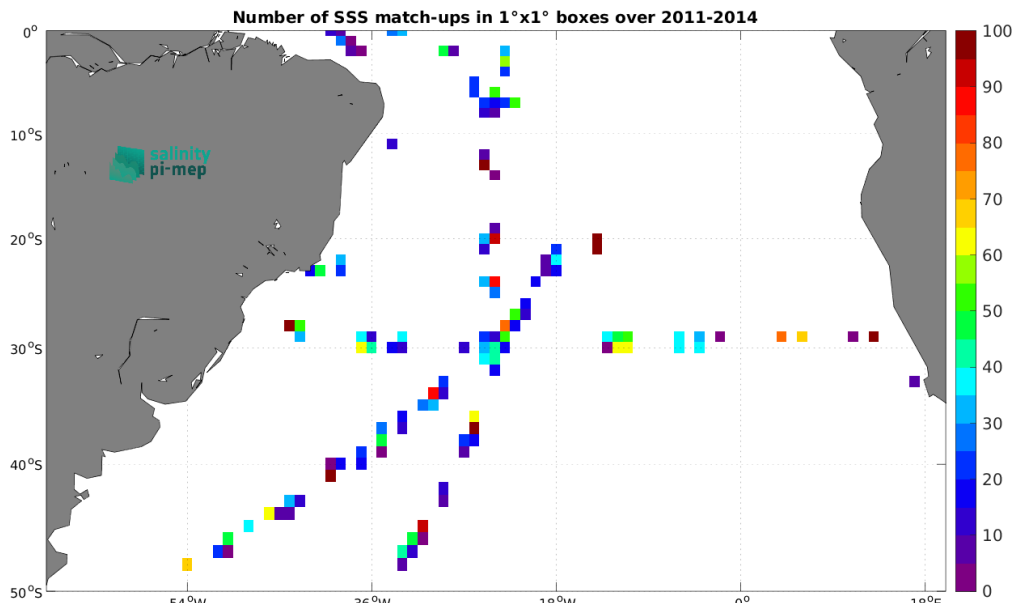 Number of SSS match-ups in 1°x1° boxes over 2011-2014
0°
10°S
20°S
30°S
40°S
50°S
54°W
36°W
18°W
0°
18°E
salinity
pi-mep
100
90
80
70
60
50
40
30
20
10
0